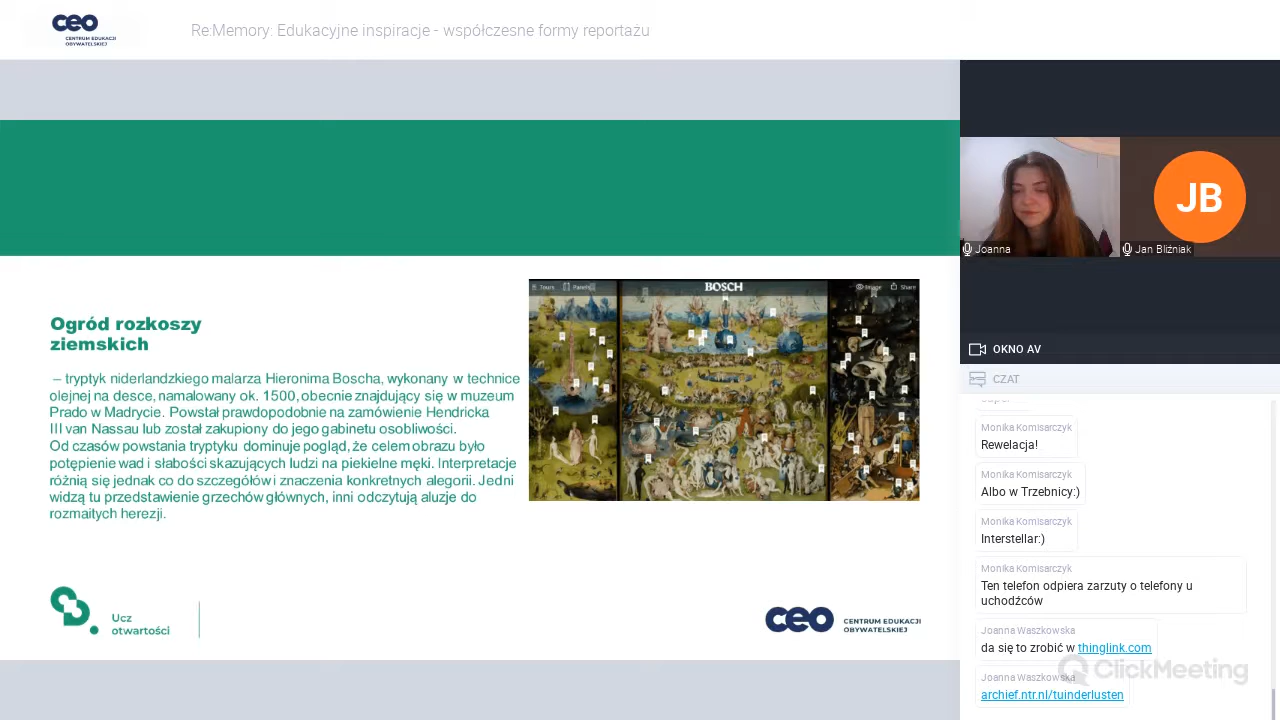 ceo
CENTRUM EDUKACJI
OBYWATELSKIEJ
Re:Memory: Edukacyjne inspiracje - współczesne formy reportażu
Tours
Panels
BOSCH
Image
Share
Ogród rozkoszy
ziemskich
– tryptyk niderlandzkiego malarza Hieronima Boscha, wykonany w technice
olejnej na desce, namalowany ok. 1500, obecnie znajdujący się w muzeum
Prado w Madrycie. Powstał prawdopodobnie na zamówienie Hendricka
III van Nassau lub został zakupiony do jego gabinetu osobliwości.
Od czasów powstania tryptyku dominuje pogląd, że celem obrazu było
potępienie wad i słabości skazujących ludzi na piekielne męki. Interpretacje
różnią się jednak co do szczegółów i znaczenia konkretnych alegorii. Jedni
widzą tu przedstawienie grzechów głównych, inni odczytują aluzje do
rozmaitych herezji.
Ucz
otwartości
ceo
CENTRUM EDUKACJI
OBYWATELSKIEJ
JB
Joanna
Jan Bliźniak
OKNO AV
CZAT
Monika Komisarczyk
Rewelacja!
Monika Komisarczyk
Albo w Trzebnicy:)
Monika Komisarczyk
Interstellar:)
Monika Komisarczyk
Ten telefon odpiera zarzuty o telefony u
uchodźców
Joanna Waszkowska
da się to zrobić w thinglink.com
Joanna Waszkowska
archief.ntr.nl/tuinderlusten
ClickMeeting